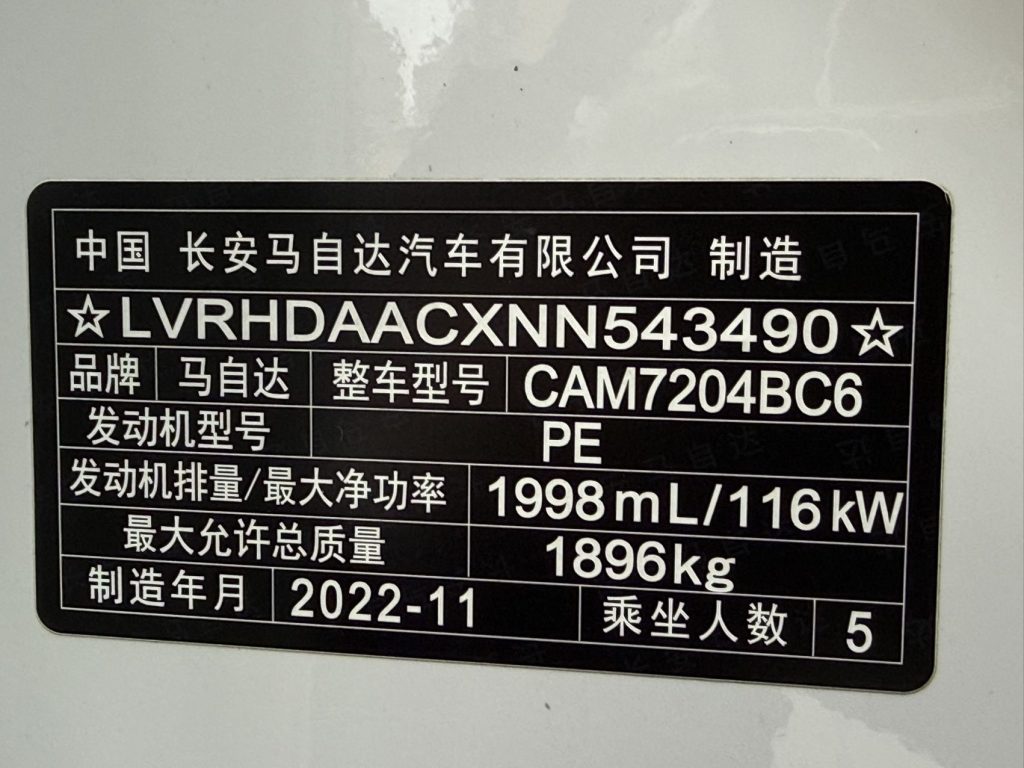 中国 长安马自达汽车有限公司 制造
☆LVRHDAACXNN543490☆
品牌 马自达 整车型号 CAM7204BC6
发动机型号 PE
发动机排量/最大净功率 1998mL/116kW
最大允许总质量 1896kg
制造年月 2022-11 乘坐人数 5